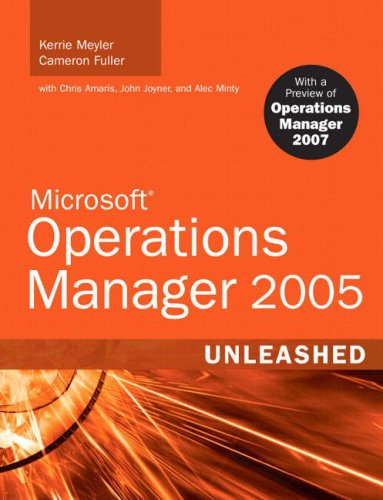 Kerrie Meyler
Cameron Fuller
with Chris Amaris, John Joyner, and Alec Minty
With a
Preview of
Operations
Manager
2007
Microsoft®
Operations
Manager 2005
UNLEASHED